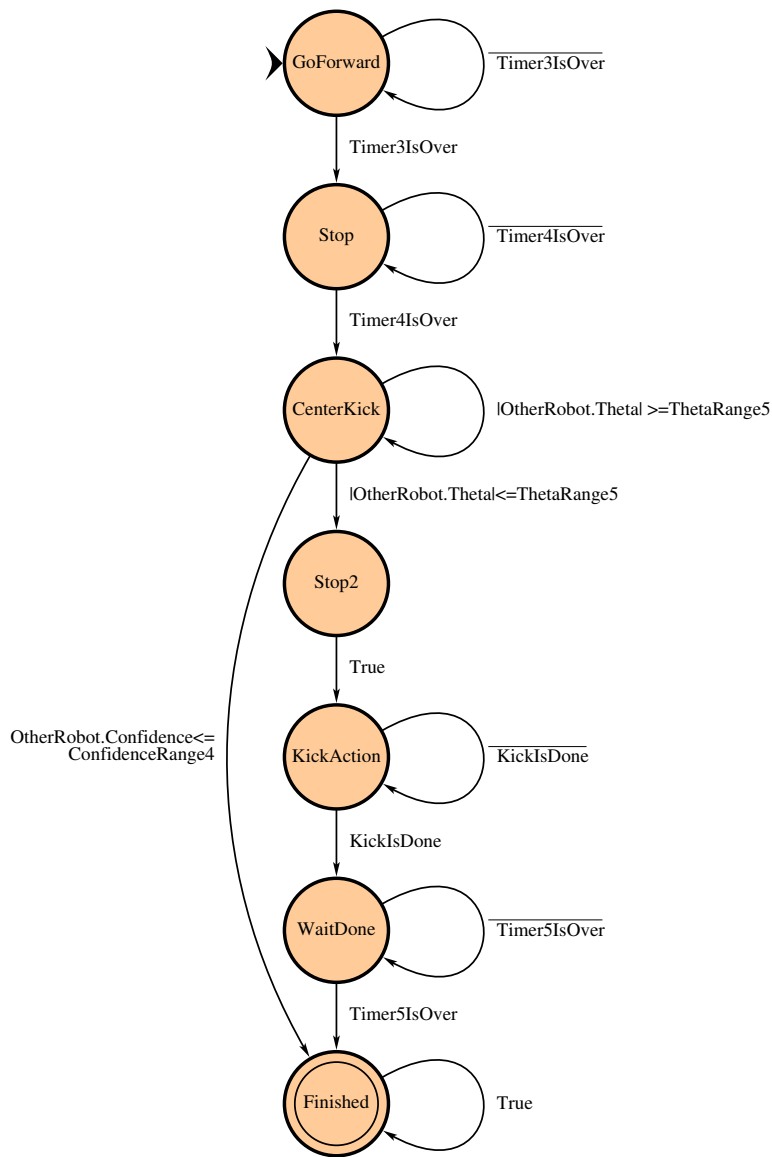 GoForward
Timer3IsOver
Timer3IsOver
Stop
Timer4IsOver
Timer4IsOver
CenterKick
|OtherRobot.Theta| >=ThetaRange5
|OtherRobot.Theta|<=ThetaRange5
Stop2
True
OtherRobot.Confidence<=
ConfidenceRange4
KickAction
KickIsDone
KickIsDone
WaitDone
Timer5IsOver
Timer5IsOver
Finished
True